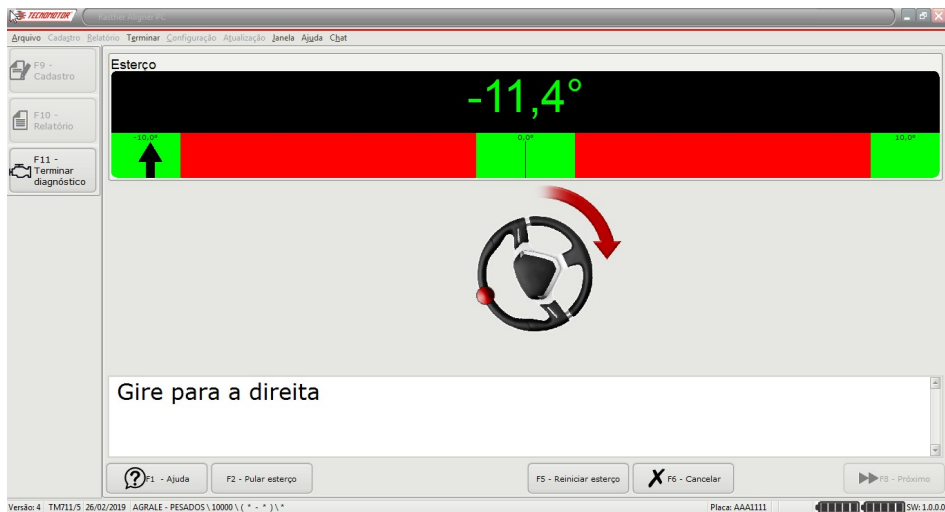 TECNOMOTOR
Rasther Aligner PC
Arquivo Cadastro Relatório Terminar Configuração Atualização Janela Ajuda Chat
F9 -
Cadastro
F10 -
Relatório
F11 -
Terminar
diagnóstico
Esterço
-11,4°
-10,0° 0,0° 10,0°
Gire para a direita
F1 - Ajuda F2 - Pular esterço F5 - Reiniciar esterço F6 - Cancelar F8 - Próximo
Versão: 4 TM711/5 26/02/2019 AGRALE - PESADOS \ 10000 \ ( * - * ) \ * Placa: AAA1111 SW: 1.0.0.0